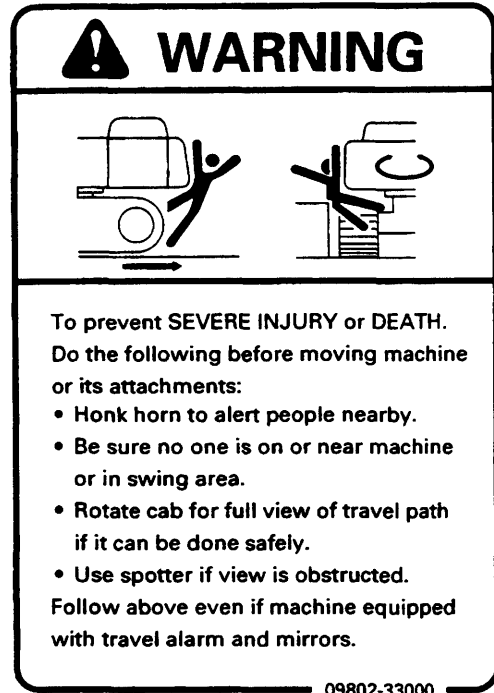 WARNING
To prevent SEVERE INJURY or DEATH.
Do the following before moving machine
or its attachments:
• Honk horn to alert people nearby.
• Be sure no one is on or near machine
or in swing area.
• Rotate cab for full view of travel path
if it can be done safely.
• Use spotter if view is obstructed.
Follow above even if machine equipped
with travel alarm and mirrors.
09802-33000